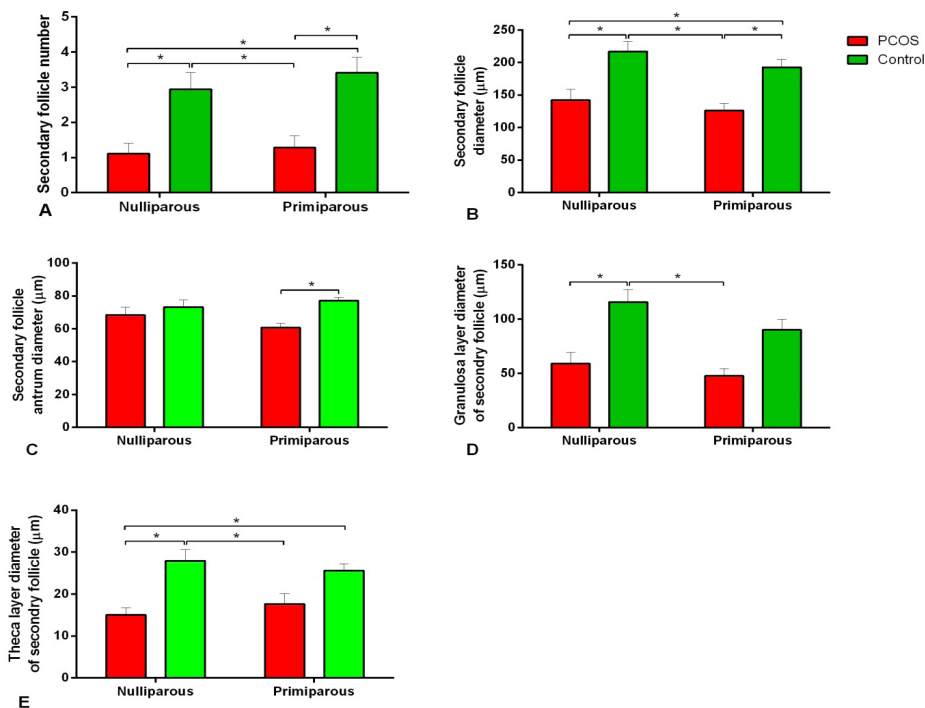 Secondary follicle number
5
4
3
2
1
0
*
*
*
*
Nulliparous
Primiparous
A
Secondary follicle
diameter (μm)
250
200
150
100
50
0
*
*
*
*
Nulliparous
Primiparous
B
PCOS
Control
Secondary follicle
antrum diameter (μm)
100
80
60
40
20
0
*
Nulliparous
Primiparous
C
Granulosa layer diameter
of secondry follicle (μm)
150
100
50
0
*
*
Nulliparous
Primiparous
D
Theca layer diameter
of secondry follicle (μm)
40
30
20
10
0
*
*
*
Nulliparous
Primiparous
E